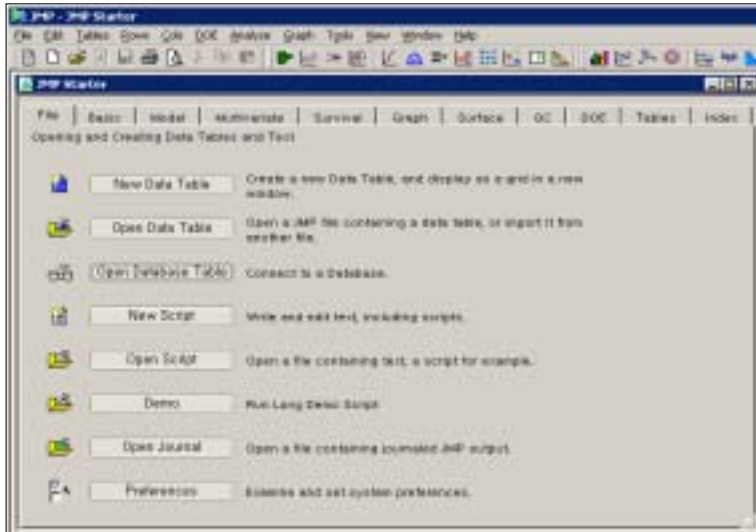 JMP - JMP Starter
File Edit Tables Rows Cols DOE Analyze Graph Tools View Window Help
JMP Starter
File Basic Model Multivariate Survival Graph Surface QC DOE Tables Index
Opening and Creating Data Tables and Text
New Data Table Create a new Data Table, and display as a grid in a new
window.
Open Data Table Open a JMP file containing a data table, or import it from
another file.
Open Database Table Connect to a Database.
New Script Write and edit text, including scripts.
Open Script Open a file containing text, a script for example.
Demo Run Long Demo Script
Open Journal Open a file containing journaled JMP output.
Preferences Examine and set system preferences.